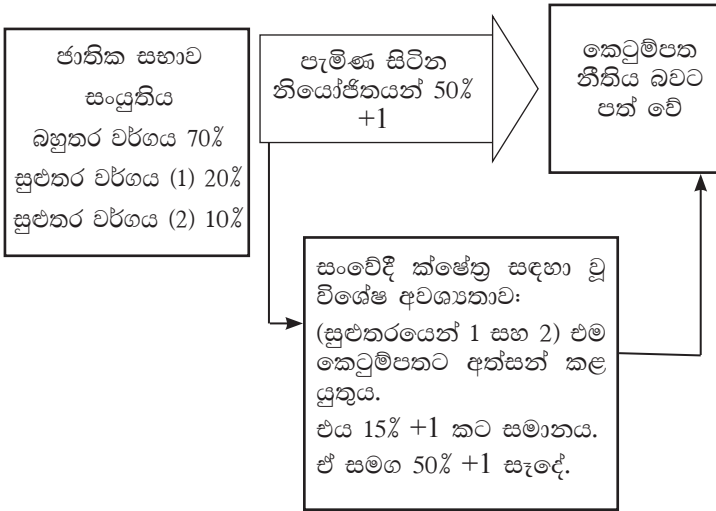 ජාතික සභාව
සංයුතිය
බහුතර වර්ගය 70%
සුළුතර වර්ගය (1) 20%
සුළුතර වර්ගය (2) 10%
පැමිණ සිටින
නියෝජිතයන් 50%
+1
කෙටුම්පත
නීතිය බවට
පත් වේ
සංවේදී ක්ෂේත්‍ර සඳහා වූ
විශේෂ අවශ්‍යතාව:
(සුළුතරයෙන් 1 සහ 2) එම
කෙටුම්පතට අත්සන් කළ
යුතුය.
එය 15% +1 කට සමානය.
ඒ සමග 50% +1 සෑදේ.